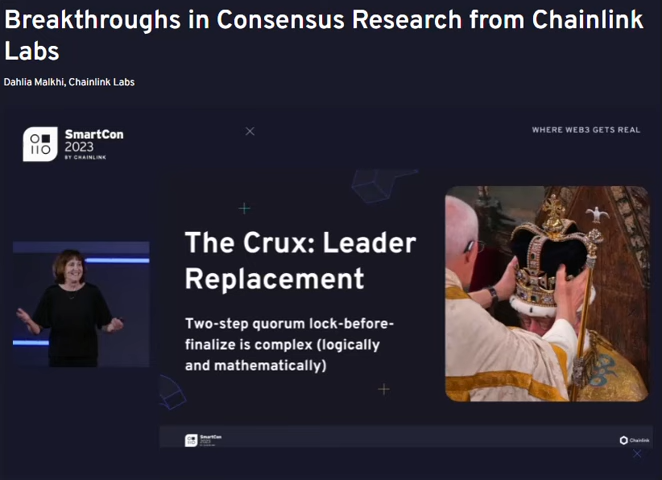 Breakthroughs in Consensus Research from Chainlink
Labs
Dahlia Malkhi, Chainlink Labs
SmartCon
2023
BY CHAINLINK
WHERE WEB3 GETS REAL
The Crux: Leader
Replacement
Two-step quorum lock-before-
finalize is complex (logically
and mathematically)
SmartCon
2023
Chainlink